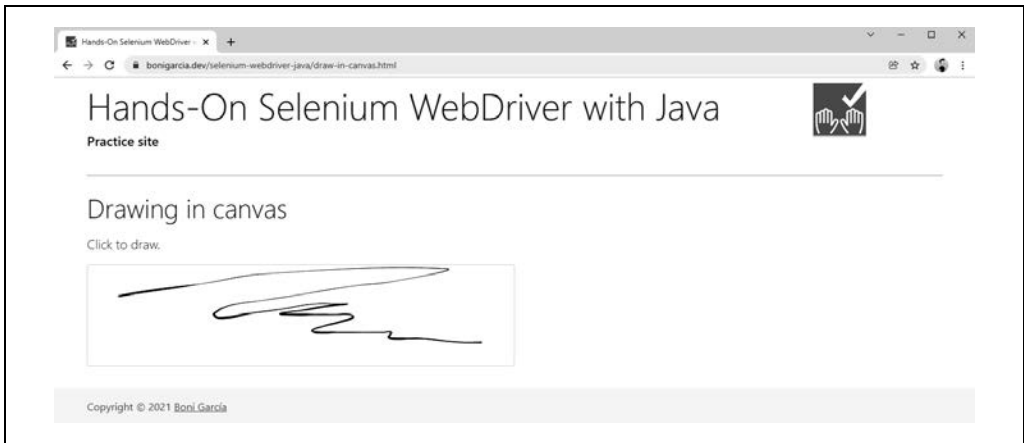 Hands-On Selenium WebDriver -
bonigarcia.dev/selenium-webdriver-java/draw-in-canvas.html
Hands-On Selenium WebDriver with Java
Practice site
Drawing in canvas
Click to draw.
Copyright © 2021 Boni García